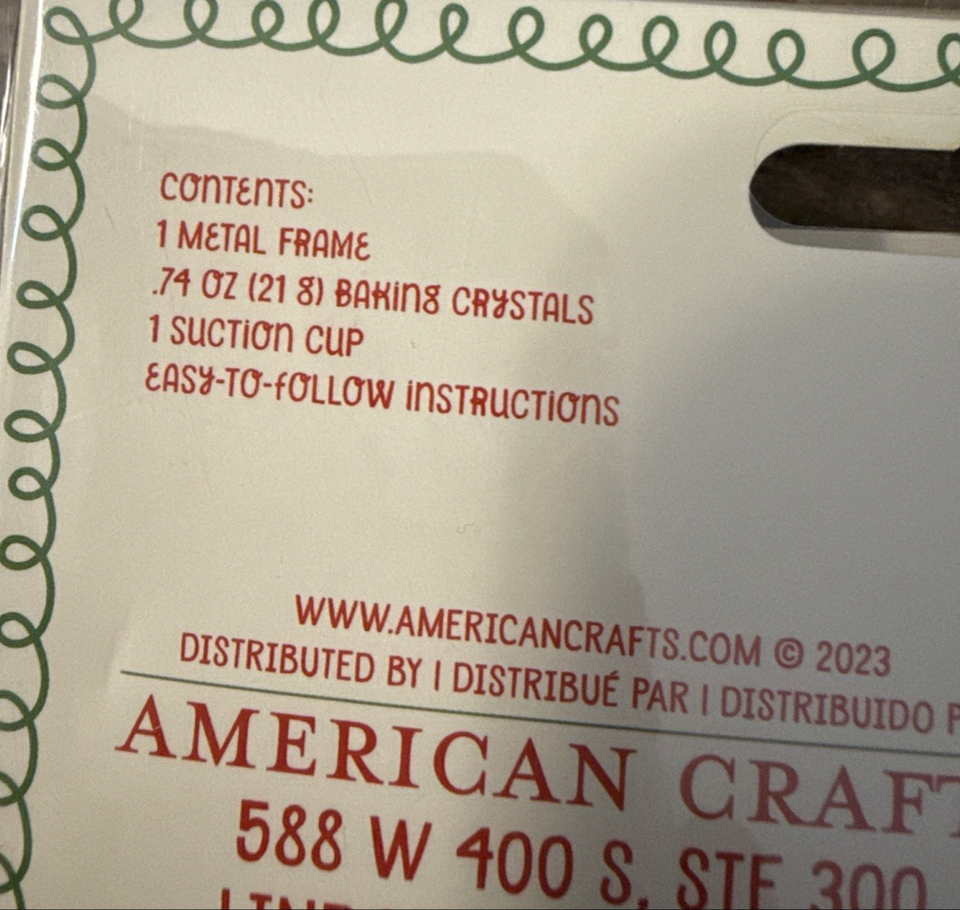 CONTENTS:
1 METAL FRAME
.74 OZ (21 g) BAKING CRYSTALS
1 SUCTION CUP
EASY-TO-FOLLOW INSTRUCTIONS
WWW.AMERICANCRAFTS.COM © 2023
DISTRIBUTED BY | DISTRIBUÉ PAR | DISTRIBUIDO P
AMERICAN CRAFT
588 W 400 S, STE 300